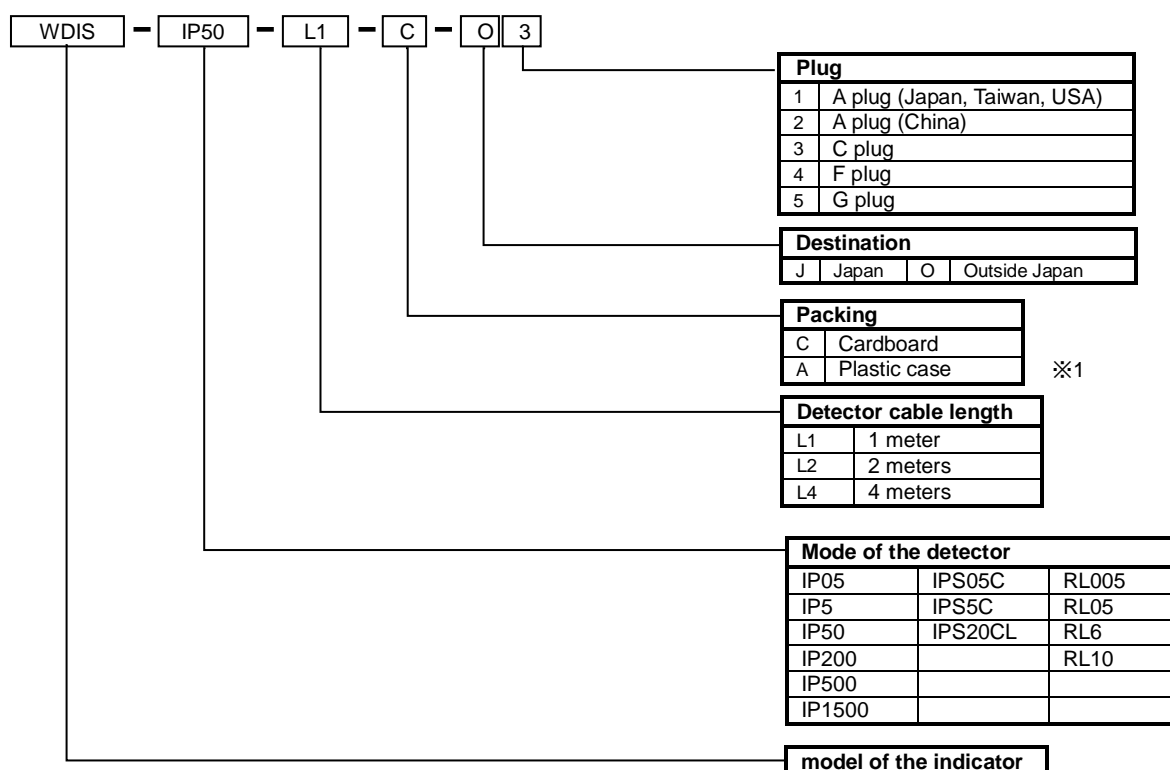 WDIS - IP50 - L1 - C - O 3
Plug
1 A plug (Japan, Taiwan, USA)
2 A plug (China)
3 C plug
4 F plug
5 G plug
Destination
J Japan O Outside Japan
Packing
C Cardboard
A Plastic case ※1
Detector cable length
L1 1 meter
L2 2 meters
L4 4 meters
Mode of the detector
IP05 IPS05C RL005
IP5 IPS5C RL05
IP50 IPS20CL RL6
IP200 RL10
IP500
IP1500
model of the indicator